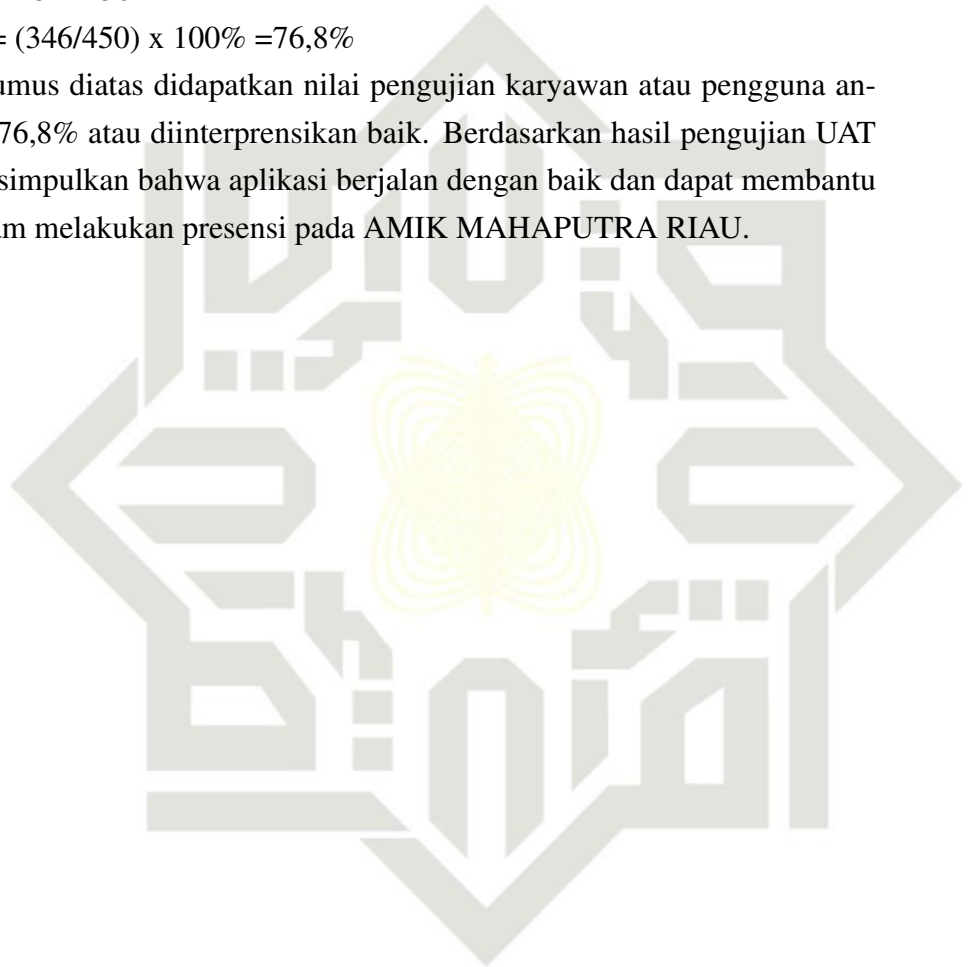 = (346/450) x 100% =76,8%
umus diatas didapatkan nilai pengujian karyawan atau pengguna an-
76,8% atau diinterprensikan baik. Berdasarkan hasil pengujian UAT
simpulkan bahwa aplikasi berjalan dengan baik dan dapat membantu
am melakukan presensi pada AMIK MAHAPUTRA RIAU.